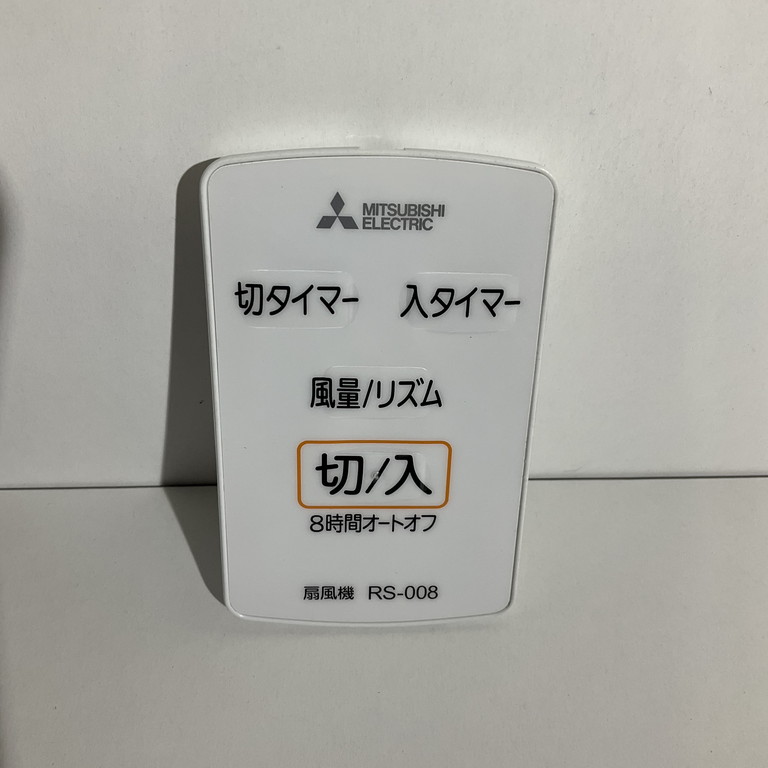 MITSUBISHI
ELECTRIC
切タイマー 入タイマー
風量/リズム
切/入
8時間オートオフ
扇風機 RS-008